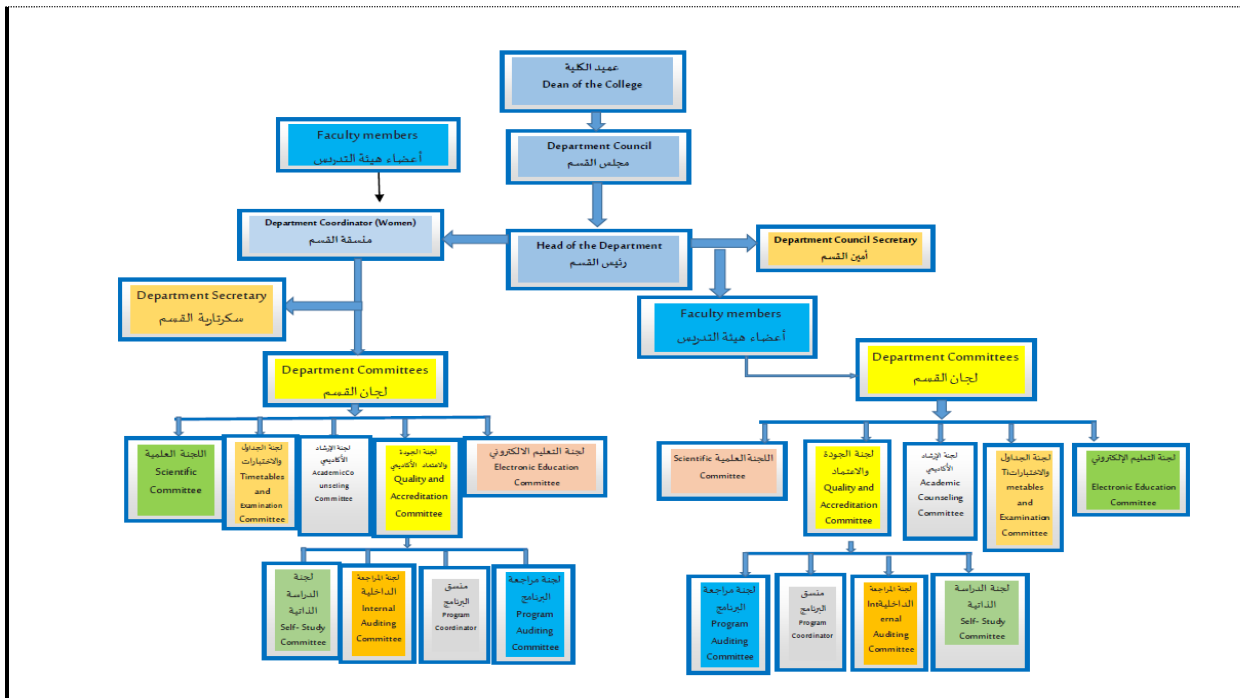 عميد الكلية
Dean of the College
Faculty members
أعضاء هيئة التدريس
Department Council
مجلس القسم
Department Coordinator (Women)
منسقة القسم
Head of the Department
رئيس القسم
Department Council Secretary
أمين القسم
Department Secretary
سكرتارية القسم
Faculty members
أعضاء هيئة التدريس
Department Committees
لجان القسم
Department Committees
لجان القسم
اللجنة العلمية
Scientific
Committee
لجنة الجداول
والاختبارات
Timetables
and
Examination
Committee
لجنة الإرشاد
الأكاديمي
AcademicCo
unseling
Committee
لجنة الجودة
والاعتماد الأكاديمي
Quality and
Accreditation
Committee
لجنة التعليم الالكتروني
Electronic Education
Committee
اللجنة العلمية Scientific
Committee
لجنة الجودة
والاعتماد
Quality and
Accreditation
Committee
لجنة الإرشاد
الأكاديمي
Academic
Counseling
Committee
لجنة الجداول
والاختباراتTi
metables
and
Examination
Committee
لجنة التعليم الإلكتروني
Electronic Education
Committee
لجنة
الدراسة
الذاتية
Self- Study
Committee
لجنة المراجعة
الداخلية
Internal
Auditing
Committee
منسق
البرنامج
Program
Coordinator
لجنة مراجعة
البرنامج
Program
Auditing
Committee
لجنة مراجعة
البرنامج
Program
Auditing
Committee
منسق
البرنامج
Program
Coordinator
لجنة المراجعة
الداخليةInt
ernal
Auditing
Committee
لجنة الدراسة
الذاتية
Self- Study
Committee